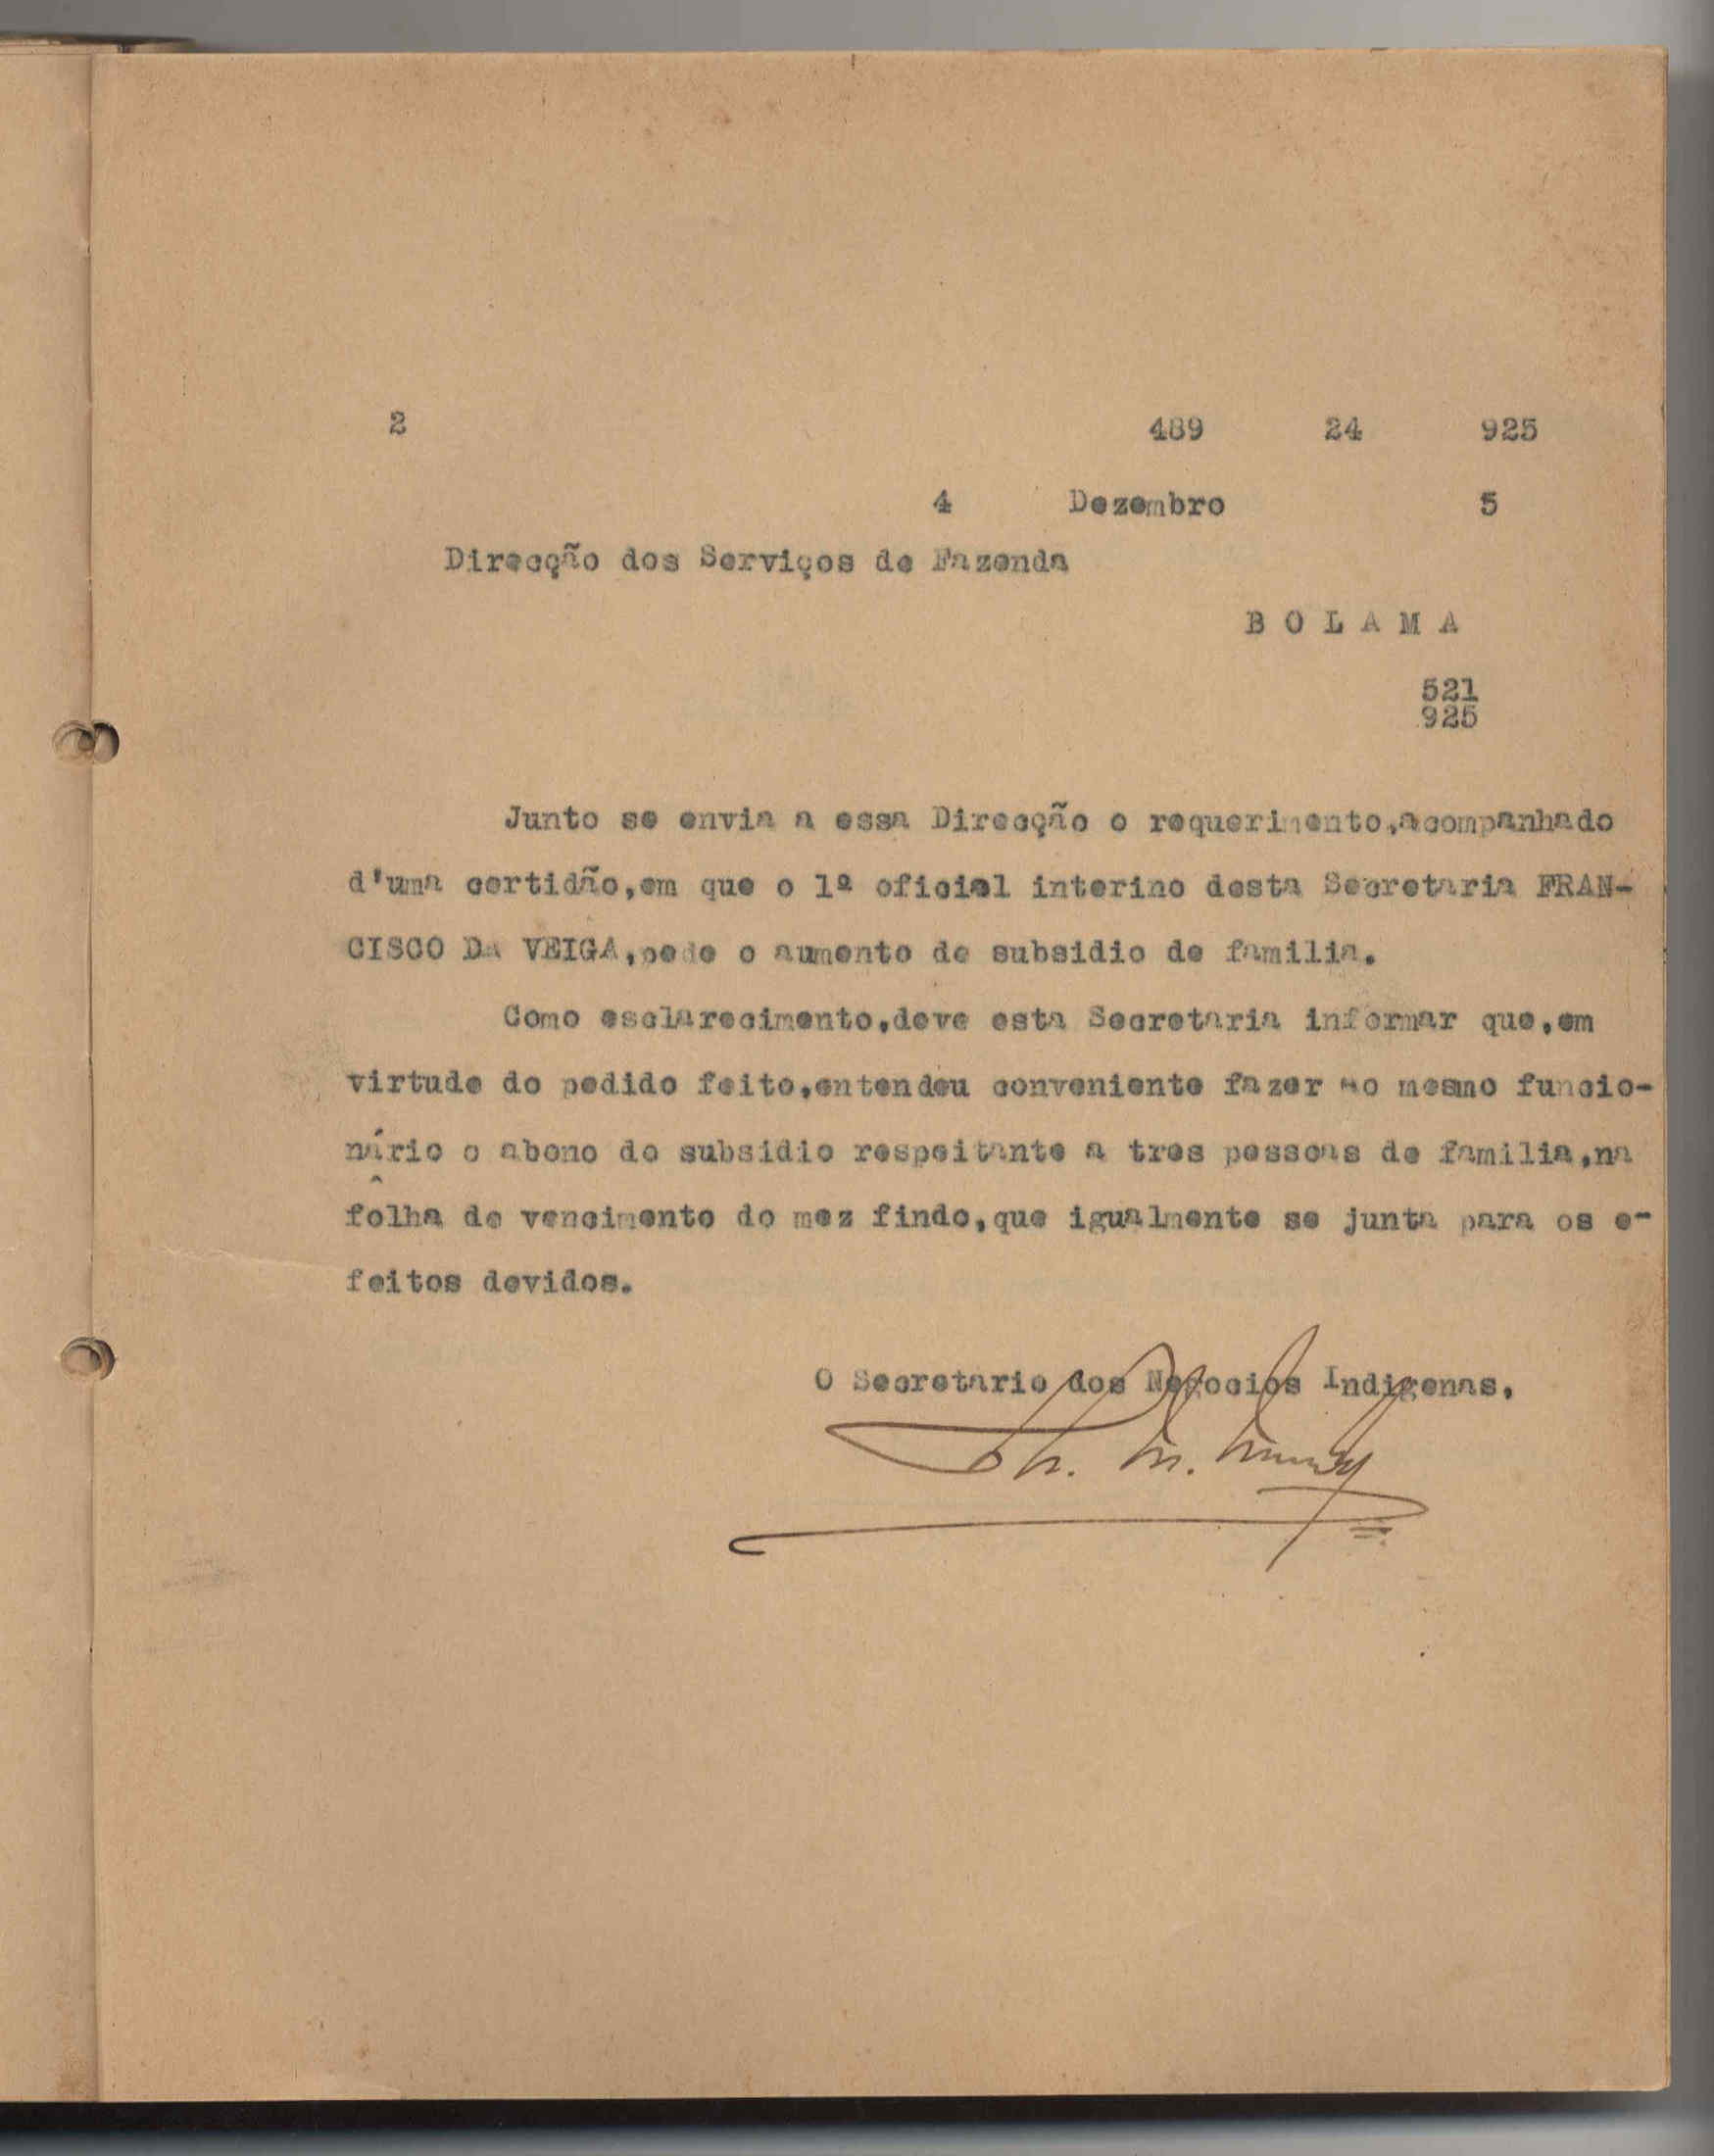 2 489 24 925
4 Dezembro 5
Direcção dos Serviços de Fazenda
B O L A M A
521
925
Junto se envia a essa Direcção o requerimento,acompanhado
d'uma certidão,em que o 1º oficial interino desta Secretaria FRAN-
CISCO DA VEIGA,pede o aumento de subsidio de familia.
Como esclarecimento,deve esta Secretaria informar que,em
virtude do pedido feito,entendeu conveniente fazer ao mesmo funcio-
nário o abono do subsidio respeitante a tres pessoas de familia,na
fôlha de vencimento do mez findo,que igualmente se junta para os e-
feitos devidos.
O Secretario dos Negocios Indigenas,